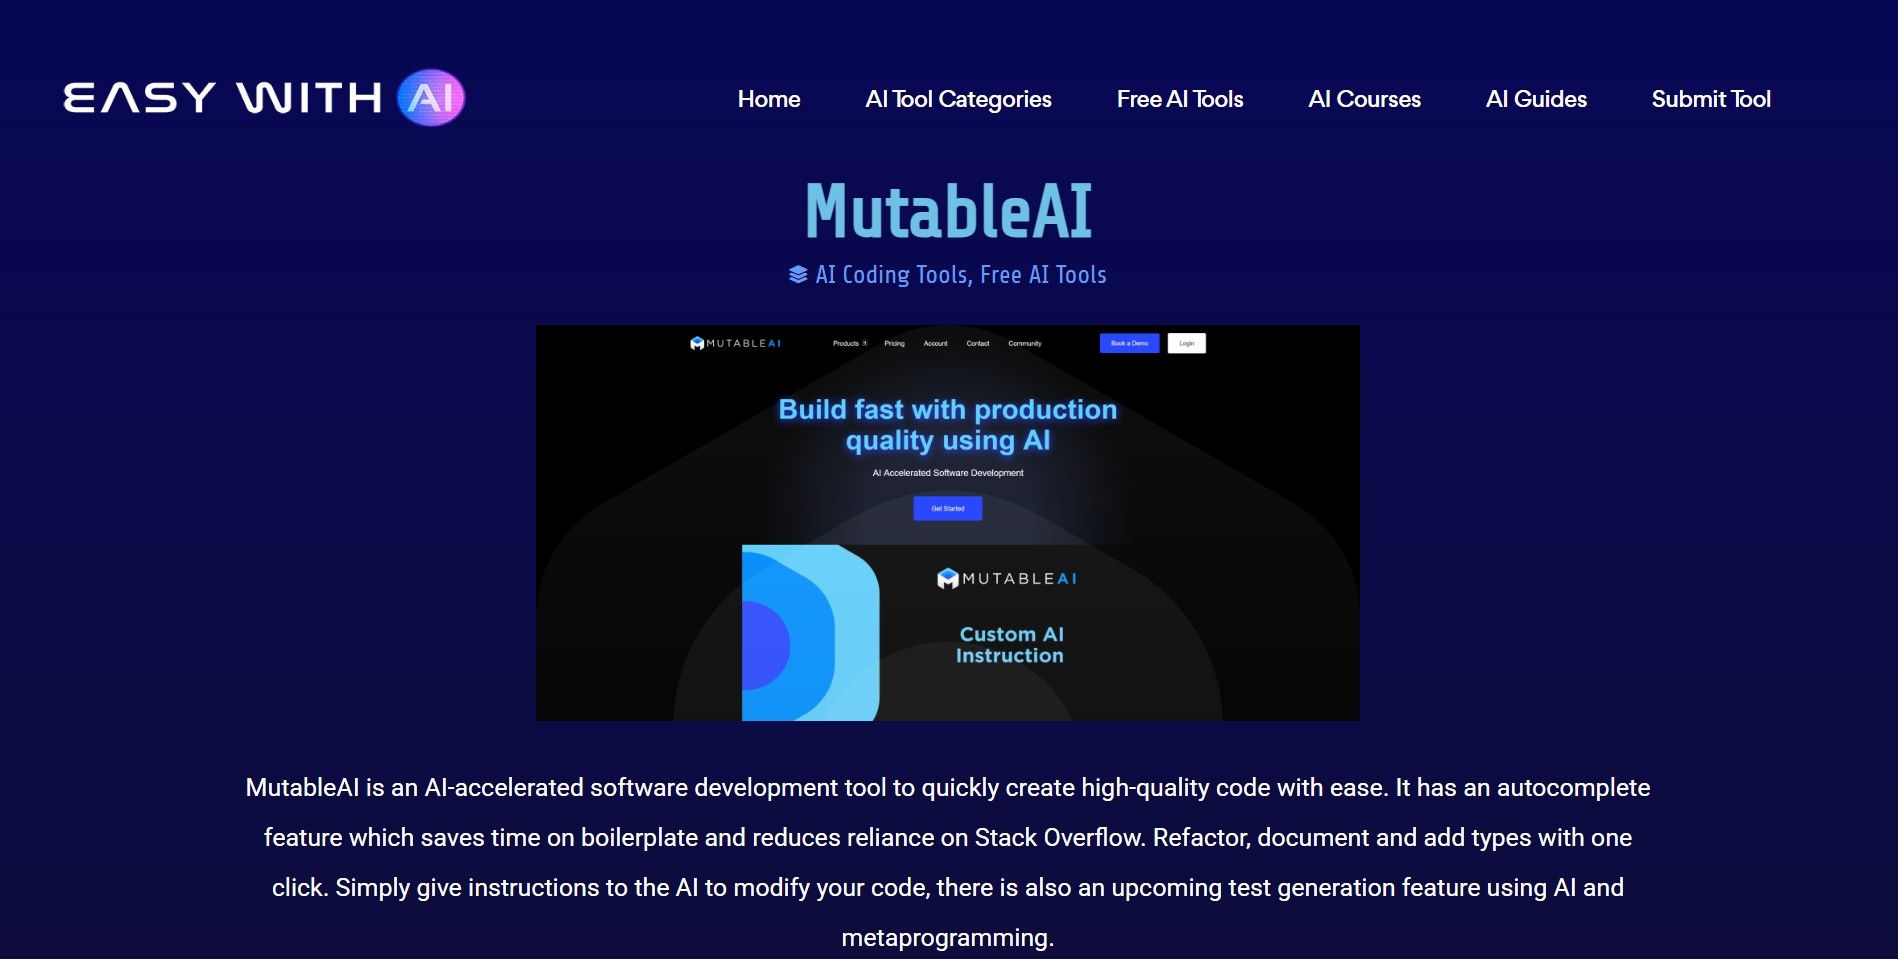 EASY WITH AI
Home AI Tool Categories Free AI Tools AI Courses AI Guides Submit Tool
MutableAI
AI Coding Tools, Free AI Tools
MUTABLEAI Products Pricing Account Contact Community Book a Demo Login
Build fast with production
quality using AI
AI Accelerated Software Development
Get Started
MUTABLEAI
Custom AI
Instruction
MutableAI is an AI-accelerated software development tool to quickly create high-quality code with ease. It has an autocomplete
feature which saves time on boilerplate and reduces reliance on Stack Overflow. Refactor, document and add types with one
click. Simply give instructions to the AI to modify your code, there is also an upcoming test generation feature using AI and
metaprogramming.